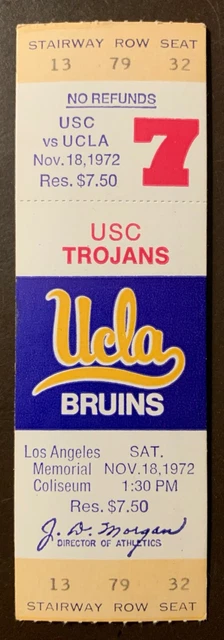 STAIRWAY ROW SEAT
13 79 32
NO REFUNDS
USC
vs UCLA
Nov. 18, 1972
Res. $7.50
7
USC
TROJANS
Ucla
BRUINS
Los Angeles
Memorial
Coliseum
SAT.
NOV. 18, 1972
1:30 PM
Res. $7.50
J. D. Morgan
DIRECTOR OF ATHLETICS
13 79 32
STAIRWAY ROW SEAT